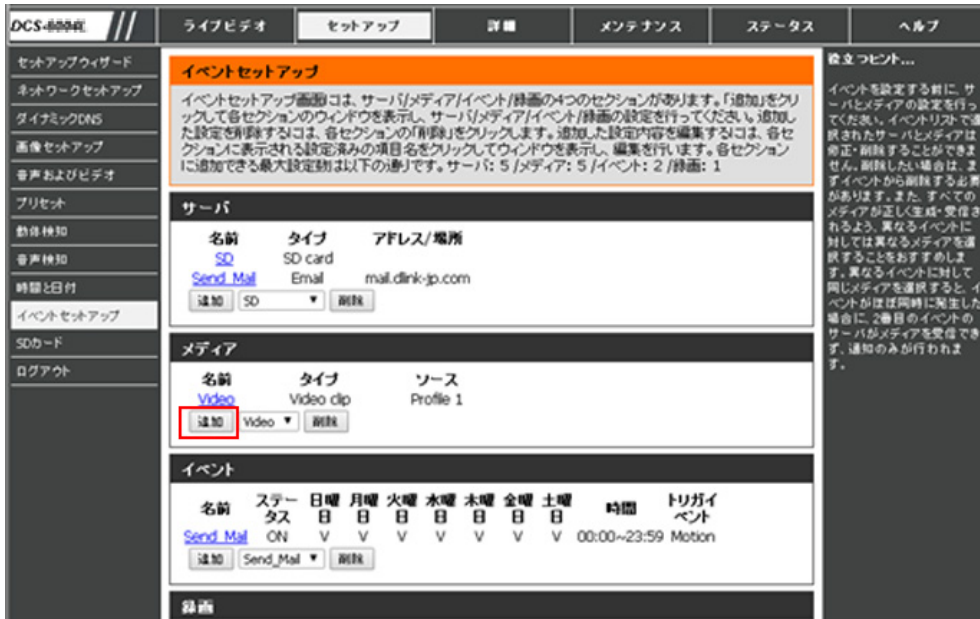 DCS-
ライブビデオ
セットアップ
詳細
メンテナンス
ステータス
ヘルプ
セットアップウィザード
ネットワークセットアップ
ダイナミックDNS
画像セットアップ
音声およびビデオ
プリセット
動体検知
音声検知
時間と日付
イベントセットアップ
SDカード
ログアウト
イベントセットアップ
イベントセットアップ画面には、サーバ/メディア/イベント/録画の4つのセクションがあります。「追加」をクリ
ックして各セクションのウィンドウを表示し、サーバ/メディア/イベント/録画の設定を行ってください。追加し
た設定を削除するには、各セクションの「削除」をクリックします。追加した設定内容を編集するには、各セ
クションに表示される設定済みの項目名をクリックしてウィンドウを表示し、編集を行います。各セクション
に追加できる最大設定数は以下の通りです。サーバ: 5 /メディア: 5 /イベント: 2 /録画: 1
サーバ
名前 タイプ アドレス/場所
SD SD card
Send_Mail Email mail.dlink-jp.com
追加 SD 削除
メディア
名前 タイプ ソース
Video Video clip Profile 1
追加 Video 削除
イベント
名前 ステータス 日曜日 月曜日 火曜日 水曜日 木曜日 金曜日 土曜日 時間 トリガイベント
Send_Mail ON V V V V V V V 00:00~23:59 Motion
追加 Send_Mail 削除
録画
役立つヒント...
イベントを設定する前に、サ
ーバとメディアの設定を行っ
てください。イベントリストで選
択されたサーバとメディアは
修正・削除することができま
せん。削除したい場合は、ま
ずイベントから削除する必要
があります。また、すべての
メディアが正しく生成・受信さ
れるよう、異なるイベントに
対しては異なるメディアを選
択することをおすすめしま
す。異なるイベントに対して
同じメディアを選択すると、イ
ベントがほぼ同時に発生した
場合に、2番目のイベントの
サーバがメディアを受信でき
ず、通知のみが行われま
す。